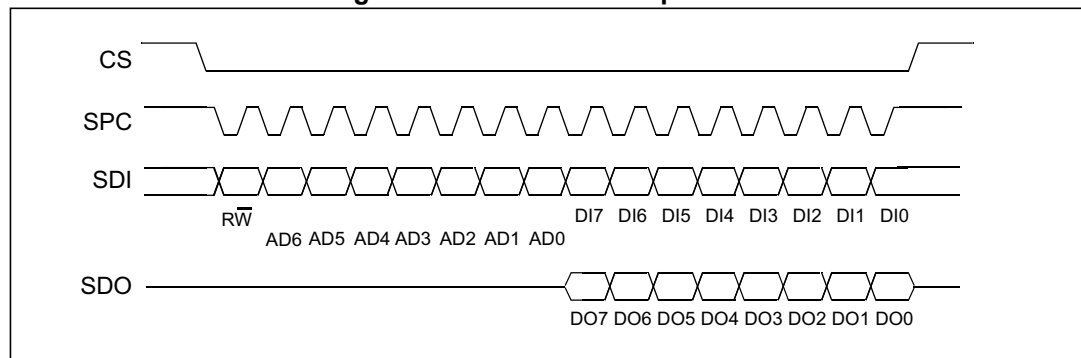 CS
SPC
SDI
RW̅
DI7 DI6 DI5 DI4 DI3 DI2 DI1 DI0
AD6 AD5 AD4 AD3 AD2 AD1 AD0
SDO
DO7 DO6 DO5 DO4 DO3 DO2 DO1 DO0